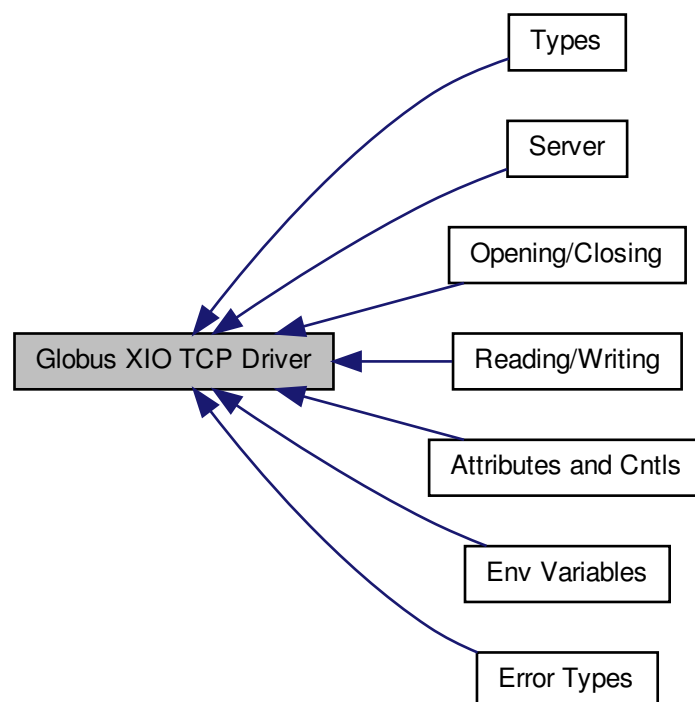 Types
Server
Opening/Closing
Globus XIO TCP Driver
Reading/Writing
Attributes and Cntls
Env Variables
Error Types